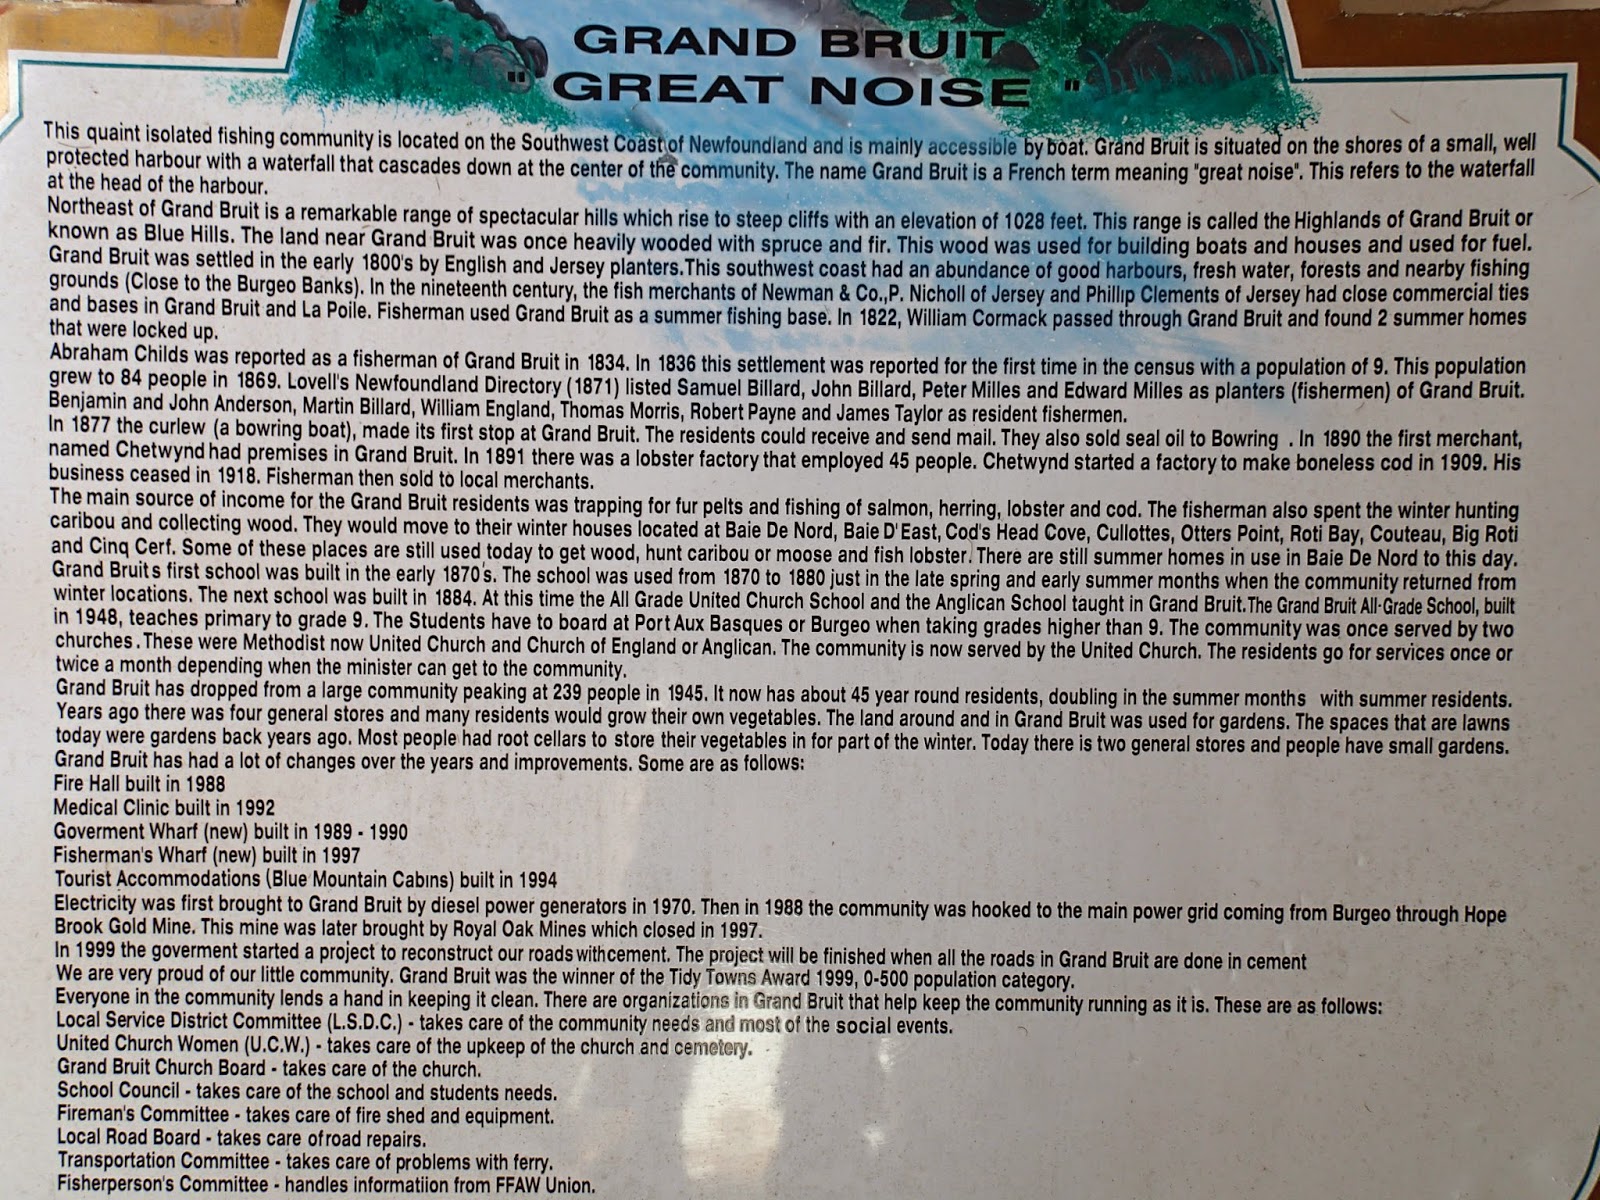 GRAND BRUIT
" GREAT NOISE "
This quaint isolated fishing community is located on the Southwest Coast of Newfoundland and is mainly accessible by boat. Grand Bruit is situated on the shores of a small, well
protected harbour with a waterfall that cascades down at the center of the community. The name Grand Bruit is a French term meaning "great noise". This refers to the waterfall
at the head of the harbour.
Northeast of Grand Bruit is a remarkable range of spectacular hills which rise to steep cliffs with an elevation of 1028 feet. This range is called the Highlands of Grand Bruit or
known as Blue Hills. The land near Grand Bruit was once heavily wooded with spruce and fir. This wood was used for building boats and houses and used for fuel.
Grand Bruit was settled in the early 1800's by English and Jersey planters.This southwest coast had an abundance of good harbours, fresh water, forests and nearby fishing
grounds (Close to the Burgeo Banks). In the nineteenth century, the fish merchants of Newman & Co.,P. Nicholl of Jersey and Phillip Clements of Jersey had close commercial ties
and bases in Grand Bruit and La Poile. Fisherman used Grand Bruit as a summer fishing base. In 1822, William Cormack passed through Grand Bruit and found 2 summer homes
that were locked up.
Abraham Childs was reported as a fisherman of Grand Bruit in 1834. In 1836 this settlement was reported for the first time in the census with a population of 9. This population
grew to 84 people in 1869. Lovell's Newfoundland Directory (1871) listed Samuel Billard, John Billard, Peter Milles and Edward Milles as planters (fishermen) of Grand Bruit.
Benjamin and John Anderson, Martin Billard, William England, Thomas Morris, Robert Payne and James Taylor as resident fishermen.
In 1877 the curlew (a bowring boat), made its first stop at Grand Bruit. The residents could receive and send mail. They also sold seal oil to Bowring . In 1890 the first merchant,
named Chetwynd had premises in Grand Bruit. In 1891 there was a lobster factory that employed 45 people. Chetwynd started a factory to make boneless cod in 1909. His
business ceased in 1918. Fisherman then sold to local merchants.
The main source of income for the Grand Bruit residents was trapping for fur pelts and fishing of salmon, herring, lobster and cod. The fisherman also spent the winter hunting
caribou and collecting wood. They would move to their winter houses located at Baie De Nord, Baie D'East, Cod's Head Cove, Cullottes, Otters Point, Roti Bay, Couteau, Big Roti
and Cinq Cerf. Some of these places are still used today to get wood, hunt caribou or moose and fish lobster. There are still summer homes in use in Baie De Nord to this day.
Grand Bruits first school was built in the early 1870's. The school was used from 1870 to 1880 just in the late spring and early summer months when the community returned from
winter locations. The next school was built in 1884. At this time the All Grade United Church School and the Anglican School taught in Grand Bruit.The Grand Bruit All-Grade School, built
in 1948, teaches primary to grade 9. The Students have to board at Port Aux Basques or Burgeo when taking grades higher than 9. The community was once served by two
churches.These were Methodist now United Church and Church of England or Anglican. The community is now served by the United Church. The residents go for services once or
twice a month depending when the minister can get to the community.
Grand Bruit has dropped from a large community peaking at 239 people in 1945. It now has about 45 year round residents, doubling in the summer months with summer residents.
Years ago there was four general stores and many residents would grow their own vegetables. The land around and in Grand Bruit was used for gardens. The spaces that are lawns
today were gardens back years ago. Most people had root cellars to store their vegetables in for part of the winter. Today there is two general stores and people have small gardens.
Grand Bruit has had a lot of changes over the years and improvements. Some are as follows:
Fire Hall built in 1988
Medical Clinic built in 1992
Goverment Wharf (new) built in 1989 - 1990
Fisherman's Wharf (new) built in 1997
Tourist Accommodations (Blue Mountain Cabins) built in 1994
Electricity was first brought to Grand Bruit by diesel power generators in 1970. Then in 1988 the community was hooked to the main power grid coming from Burgeo through Hope
Brook Gold Mine. This mine was later brought by Royal Oak Mines which closed in 1997.
In 1999 the goverment started a project to reconstruct our roads with cement. The project will be finished when all the roads in Grand Bruit are done in cement
We are very proud of our little community. Grand Bruit was the winner of the Tidy Towns Award 1999, 0-500 population category.
Everyone in the community lends a hand in keeping it clean. There are organizations in Grand Bruit that help keep the community running as it is. These are as follows:
Local Service District Committee (L.S.D.C.) - takes care of the community needs and most of the social events.
United Church Women (U.C.W.) - takes care of the upkeep of the church and cemetery.
Grand Bruit Church Board - takes care of the church.
School Council - takes care of the school and students needs.
Fireman's Committee - takes care of fire shed and equipment.
Local Road Board - takes care of road repairs.
Transportation Committee - takes care of problems with ferry.
Fisherperson's Committee - handles informatiion from FFAW Union.